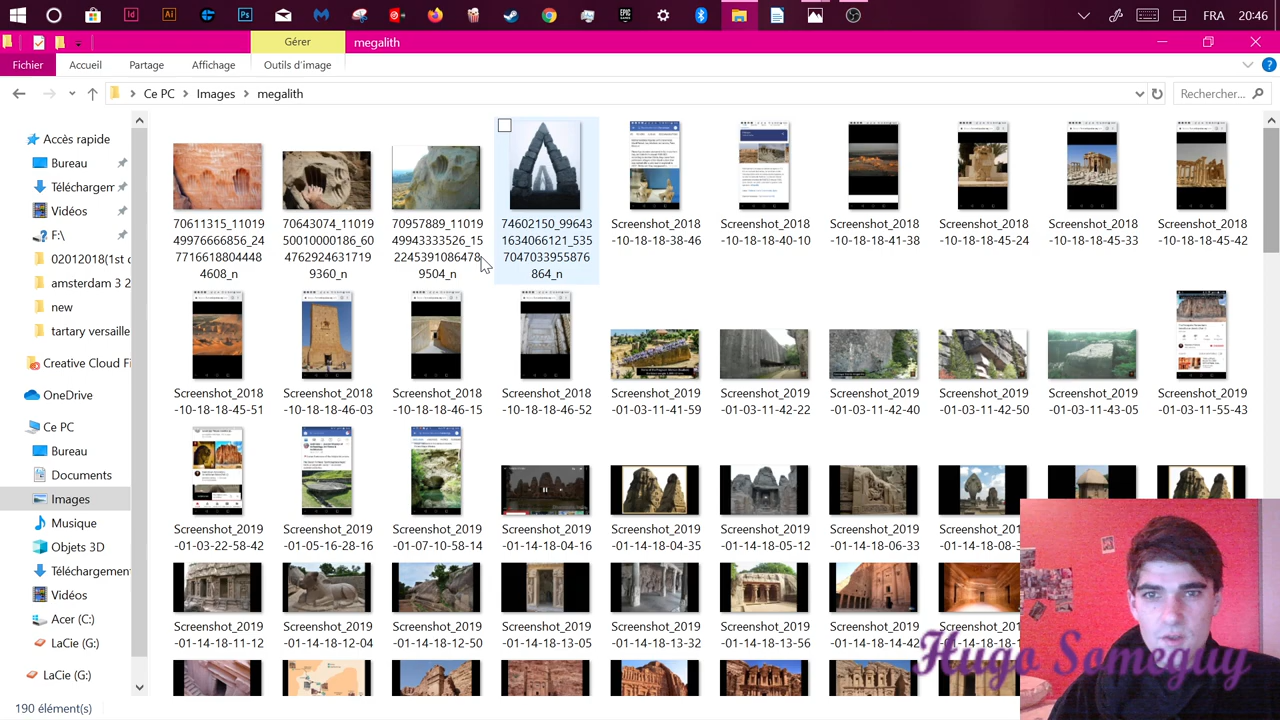 FRA
20:46
Gérer
megalith
Fichier
Accueil
Partage
Affichage
Outils d'image
Ce PC
Images
megalith
Rechercher...
Accès rapide
Bureau
Vidéos
F:\
02012018(1st
amsterdam 3 2
new
tartary versaille
Creative Cloud Fi
OneDrive
Ce PC
Bureau
Documents
Images
Musique
Objets 3D
Téléchargement
Vidéos
Acer (C:)
LaCie (G:)
LaCie (G:)
70611315_11019
49976666856_24
77166188044448
4608_n
70643074_11019
50010000186_60
4762924631719
9360_n
70957889_11019
49943333526_15
2245391086478
9504_n
74602150_99643
1634066121_535
7047033955876
864_n
Screenshot_2018
-10-18-18-38-46
Screenshot_2018
-10-18-18-40-10
Screenshot_2018
-10-18-18-41-38
Screenshot_2018
-10-18-18-45-24
Screenshot_2018
-10-18-18-45-33
Screenshot_2018
-10-18-18-45-42
Screenshot_2018
-10-18-18-45-51
Screenshot_2018
-10-18-18-46-03
Screenshot_2018
-10-18-18-46-15
Screenshot_2018
-10-18-18-46-52
Screenshot_2019
-01-03-11-41-59
Screenshot_2019
-01-03-11-42-22
Screenshot_2019
-01-03-11-42-40
Screenshot_2019
-01-03-11-42-50
Screenshot_2019
-01-03-11-43-05
Screenshot_2019
-01-03-11-55-43
Screenshot_2019
-01-03-22-58-42
Screenshot_2019
-01-05-16-28-16
Screenshot_2019
-01-07-10-58-14
Screenshot_2019
-01-14-18-04-16
Screenshot_2019
-01-14-18-04-35
Screenshot_2019
-01-14-18-05-12
Screenshot_2019
-01-14-18-06-33
Screenshot_2019
-01-14-18-08-
Screenshot_2019
-01-14-18-11-12
Screenshot_2019
-01-14-18-12-04
Screenshot_2019
-01-14-18-12-50
Screenshot_2019
-01-14-18-13-05
Screenshot_2019
-01-14-18-13-32
Screenshot_2019
-01-14-18-13-56
Screenshot_2019
-01-14-18-14-42
Screenshot_2019
Hugo Someguy
190 élément(s)